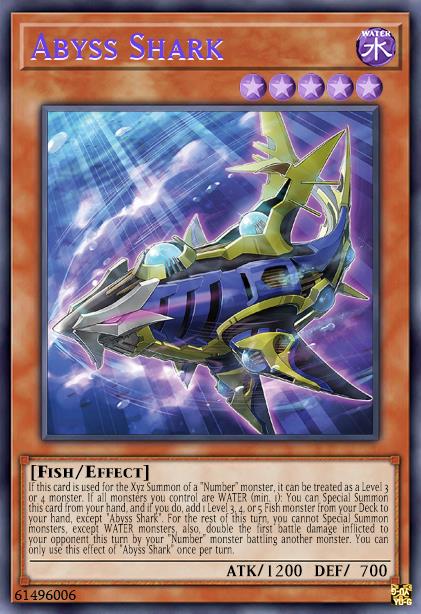 Abyss Shark
WATER
水
[Fish/Effect]
If this card is used for the Xyz Summon of a "Number" monster, it can be treated as a Level 3
or 4 monster. If all monsters you control are WATER (min. 1): You can Special Summon
this card from your hand, and if you do, add 1 Level 3, 4, or 5 Fish monster from your Deck to
your hand, except "Abyss Shark". For the rest of this turn, you cannot Special Summon
monsters, except WATER monsters, also, double the first battle damage inflicted to
your opponent this turn by your "Number" monster battling another monster. You can
only use this effect of "Abyss Shark" once per turn.
ATK/1200 DEF/ 700
61496006